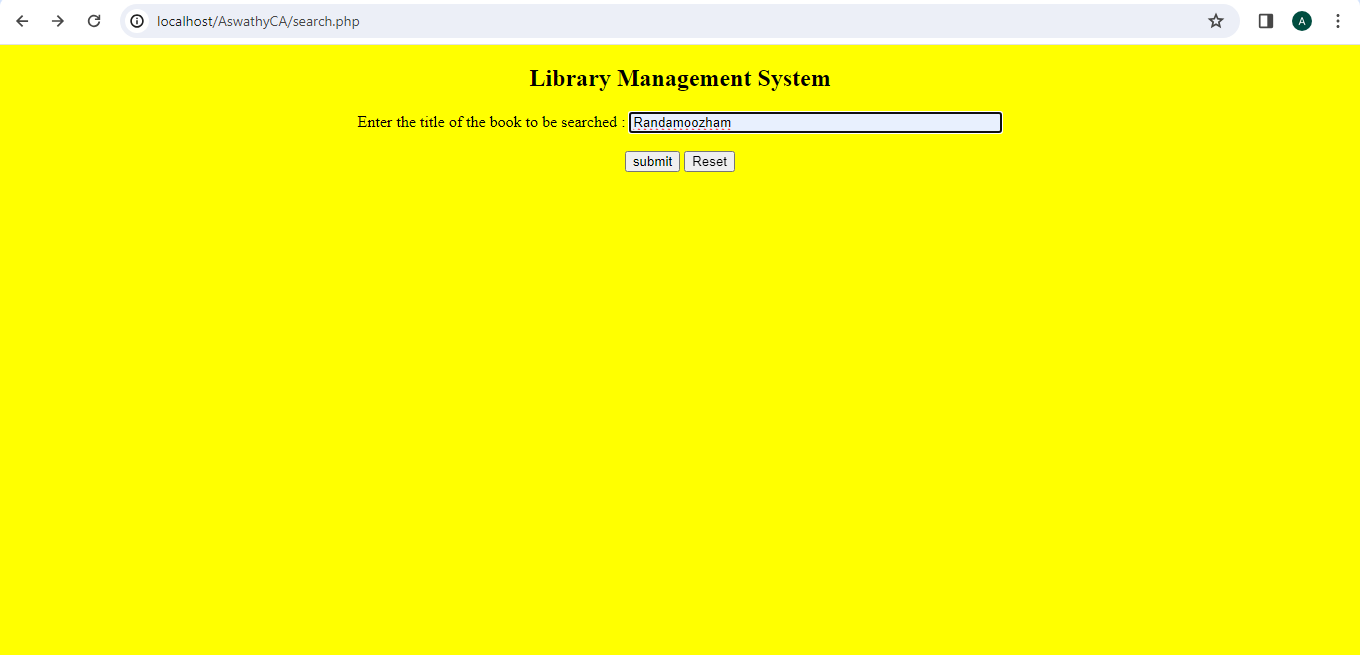 localhost/AswathyCA/search.php
A
Library Management System
Enter the title of the book to be searched : Randamoozham
submit Reset